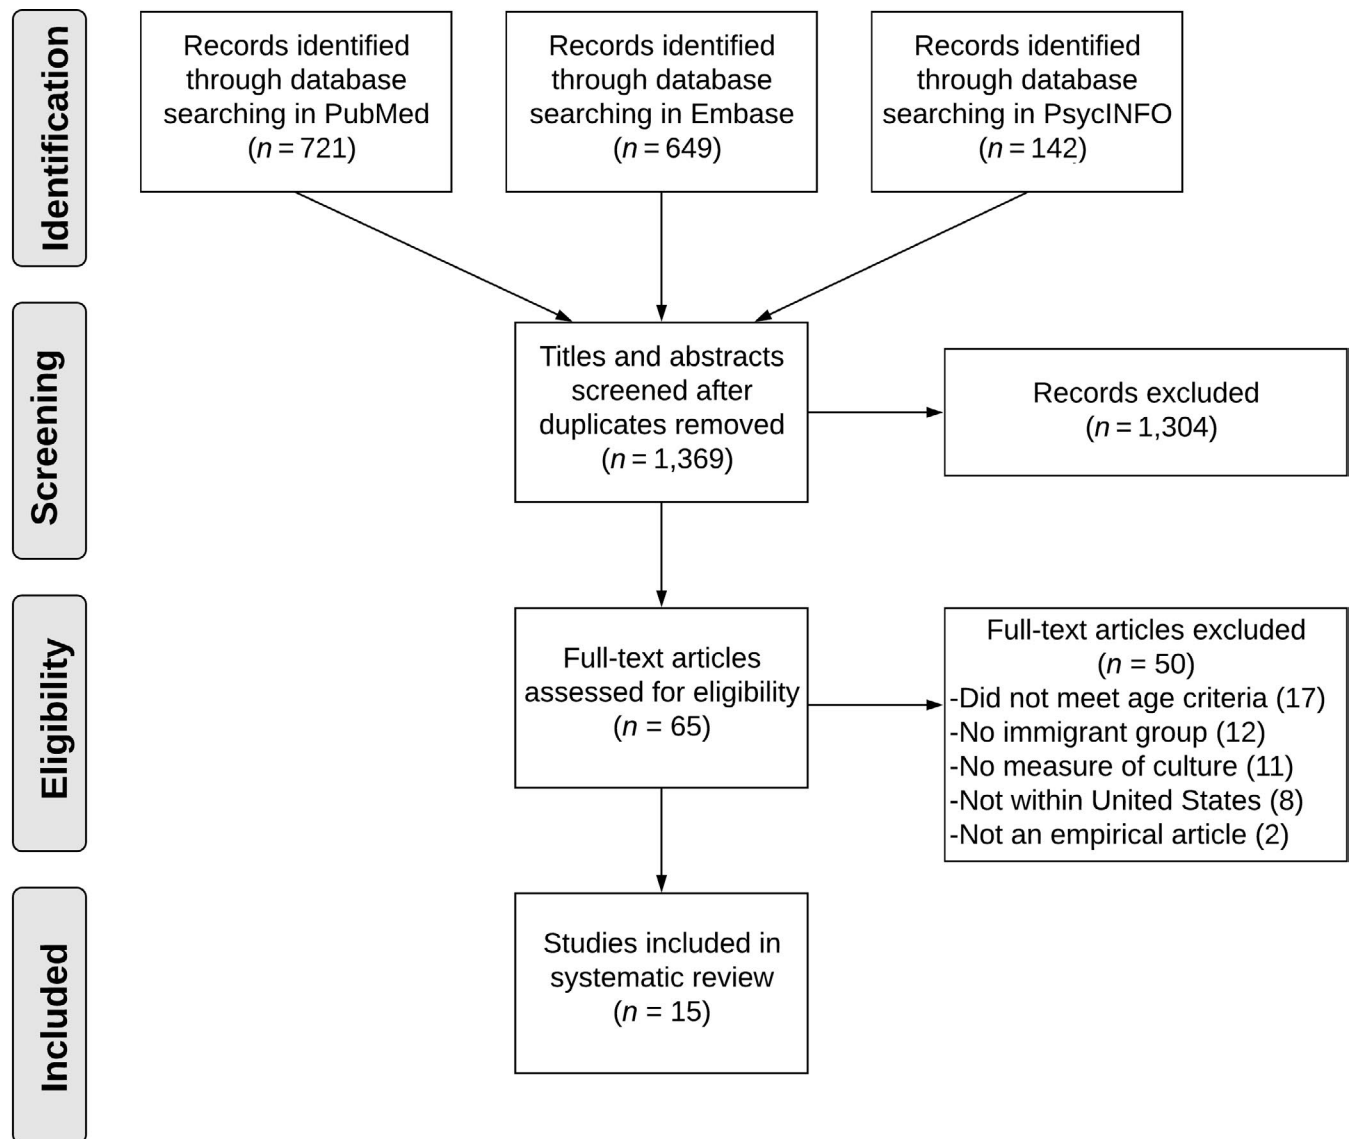 Identification
Records identified
through database
searching in PubMed
(n = 721)
Records identified
through database
searching in Embase
(n = 649)
Records identified
through database
searching in PsycINFO
(n = 142)
Screening
Titles and abstracts
screened after
duplicates removed
(n = 1,369)
Records excluded
(n = 1,304)
Eligibility
Full-text articles
assessed for eligibility
(n = 65)
Full-text articles excluded
(n = 50)
-Did not meet age criteria (17)
-No immigrant group (12)
-No measure of culture (11)
-Not within United States (8)
-Not an empirical article (2)
Included
Studies included in
systematic review
(n = 15)